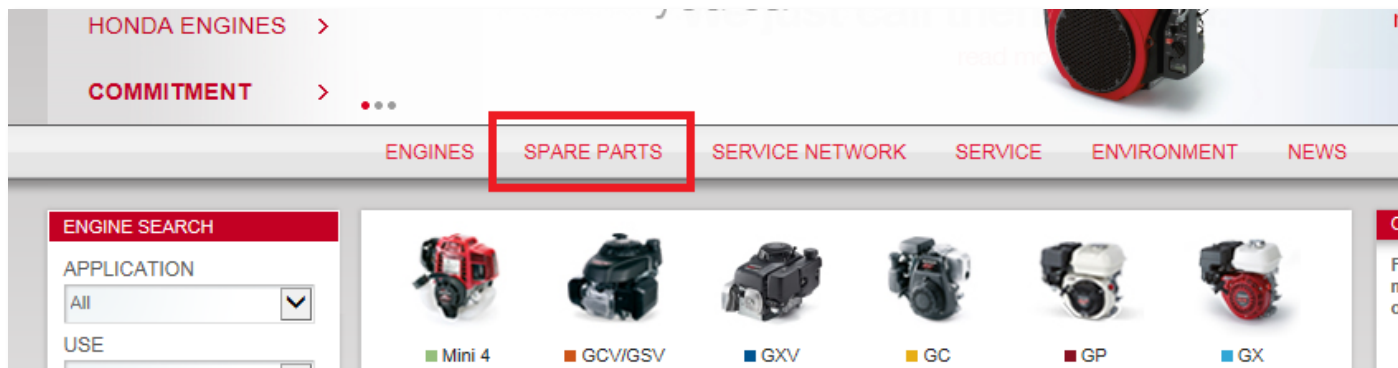 HONDA ENGINES >
COMMITMENT >
ENGINES SPARE PARTS SERVICE NETWORK SERVICE ENVIRONMENT NEWS
ENGINE SEARCH
APPLICATION
All
USE
Mini 4 GCV/GSV GXV GC GP GX